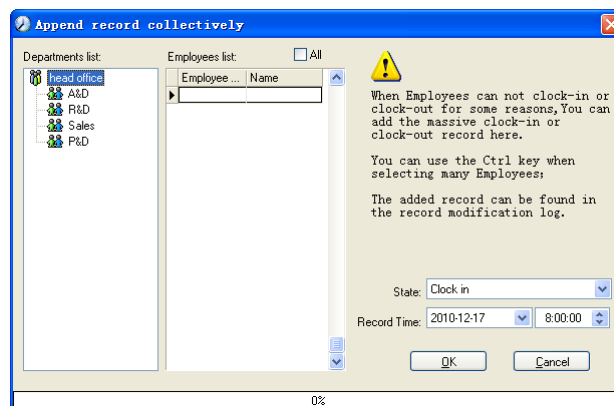 Append record collectively
Departments list:
Employees list:
All
head office
A&D
R&D
Sales
P&D
Employee ...
Name
When Employees can not clock-in or
clock-out for some reasons,You can
add the massive clock-in or
clock-out record here.
You can use the Ctrl key when
selecting many Employees;
The added record can be found in
the record modification log.
State:
Clock in
Record Time:
2010-12-17
8:00:00
OK
Cancel
0%